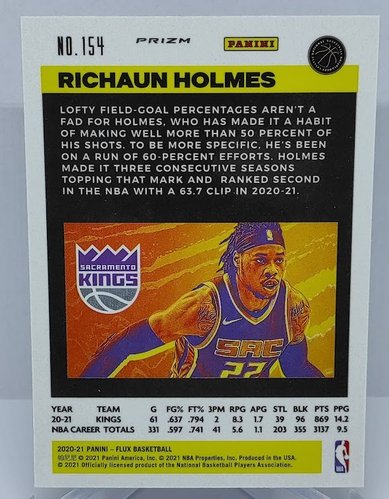 NO. 154 PRIZM PANINI
RICHAUN HOLMES
LOFTY FIELD-GOAL PERCENTAGES AREN'T A
FAD FOR HOLMES, WHO HAS MADE IT A HABIT
OF MAKING WELL MORE THAN 50 PERCENT OF
HIS SHOTS. TO BE MORE SPECIFIC, HE'S BEEN
ON A RUN OF 60-PERCENT EFFORTS. HOLMES
MADE IT THREE CONSECUTIVE SEASONS
TOPPING THAT MARK AND RANKED SECOND
IN THE NBA WITH A 63.7 CLIP IN 2020-21.
SACRAMENTO
KINGS
SAC
22
YEAR TEAM G FG% FT% 3PM RPG APG STL BLK PTS PPG
20-21 KINGS 61 .637 .794 2 8.3 1.7 39 96 869 14.2
NBA CAREER TOTALS 331 .597 .741 41 5.6 1.1 203 355 3137 9.5
2020-21 PANINI – FLUX BASKETBALL
© 2021 Panini America, Inc. © 2021 NBA Properties, Inc. Produced in the USA.
© 2021 Officially licensed product of the National Basketball Players Association.
NBA